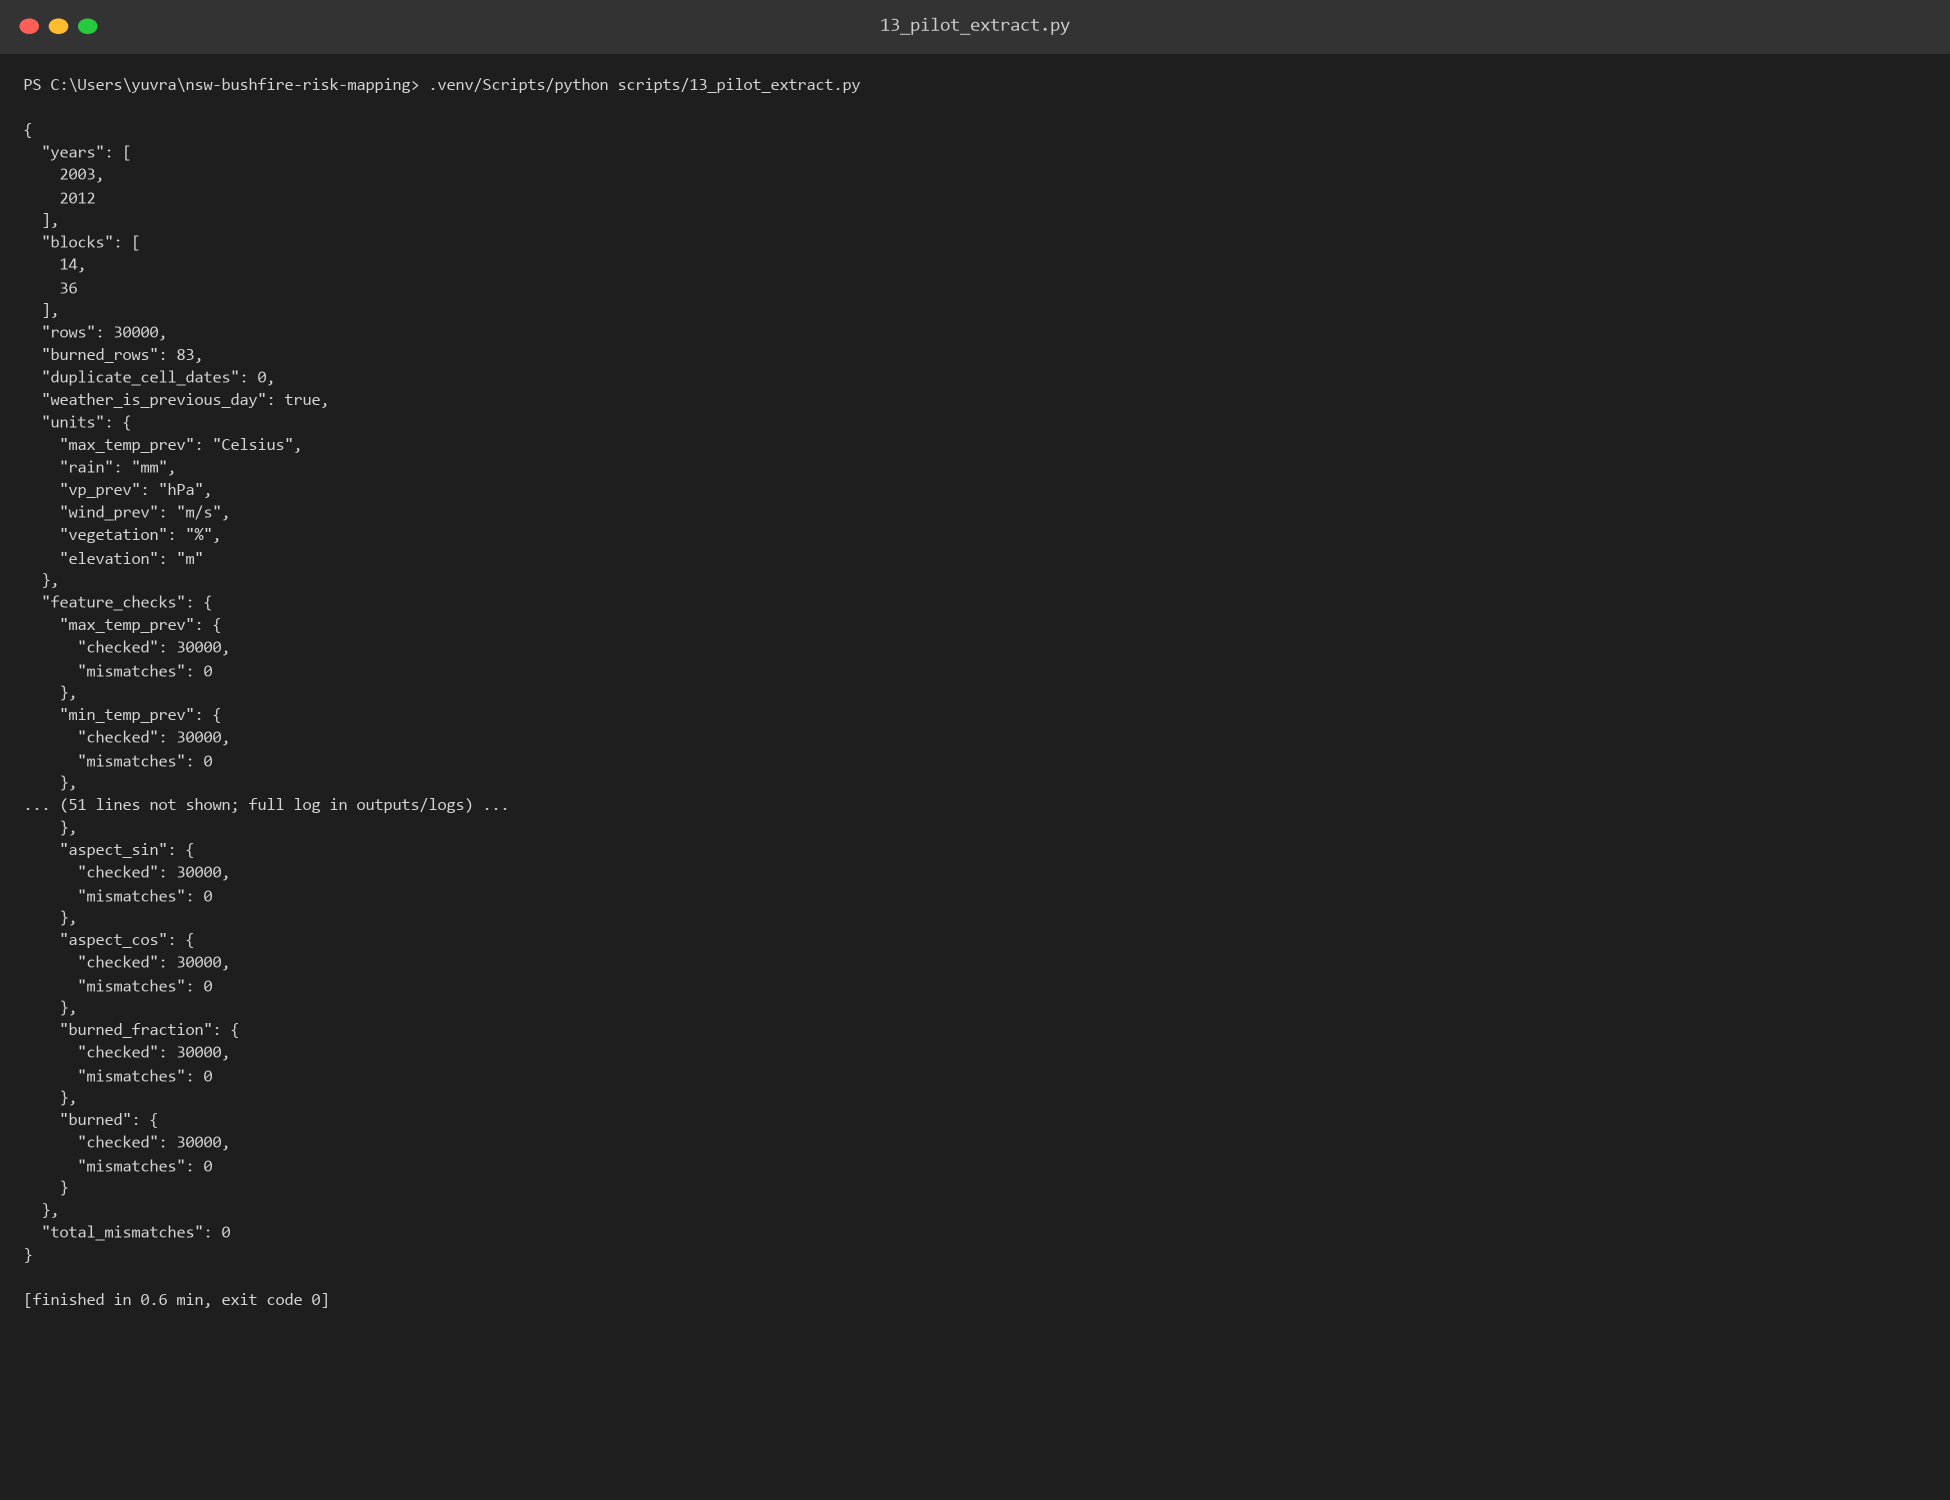 13_pilot_extract.py
PS C:\Users\yuvra\nsw-bushfire-risk-mapping> .venv/Scripts/python scripts/13_pilot_extract.py
{
  "years": [
    2003,
    2012
  ],
  "blocks": [
    14,
    36
  ],
  "rows": 30000,
  "burned_rows": 83,
  "duplicate_cell_dates": 0,
  "weather_is_previous_day": true,
  "units": {
    "max_temp_prev": "Celsius",
    "rain": "mm",
    "vp_prev": "hPa",
    "wind_prev": "m/s",
    "vegetation": "%",
    "elevation": "m"
  },
  "feature_checks": {
    "max_temp_prev": {
      "checked": 30000,
      "mismatches": 0
    },
    "min_temp_prev": {
      "checked": 30000,
      "mismatches": 0
    },
... (51 lines not shown; full log in outputs/logs) ...
    },
    "aspect_sin": {
      "checked": 30000,
      "mismatches": 0
    },
    "aspect_cos": {
      "checked": 30000,
      "mismatches": 0
    },
    "burned_fraction": {
      "checked": 30000,
      "mismatches": 0
    },
    "burned": {
      "checked": 30000,
      "mismatches": 0
    }
  },
  "total_mismatches": 0
}
[finished in 0.6 min, exit code 0]